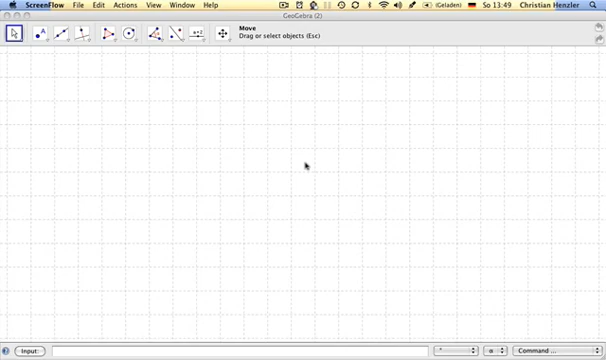 ScreenFlow File Edit Actions View Window Help (Geladen) So 13:49 Christian Henzler
GeoGebra (2)
Move
Drag or select objects (Esc)
A
a=2
Input: ° α Command ...